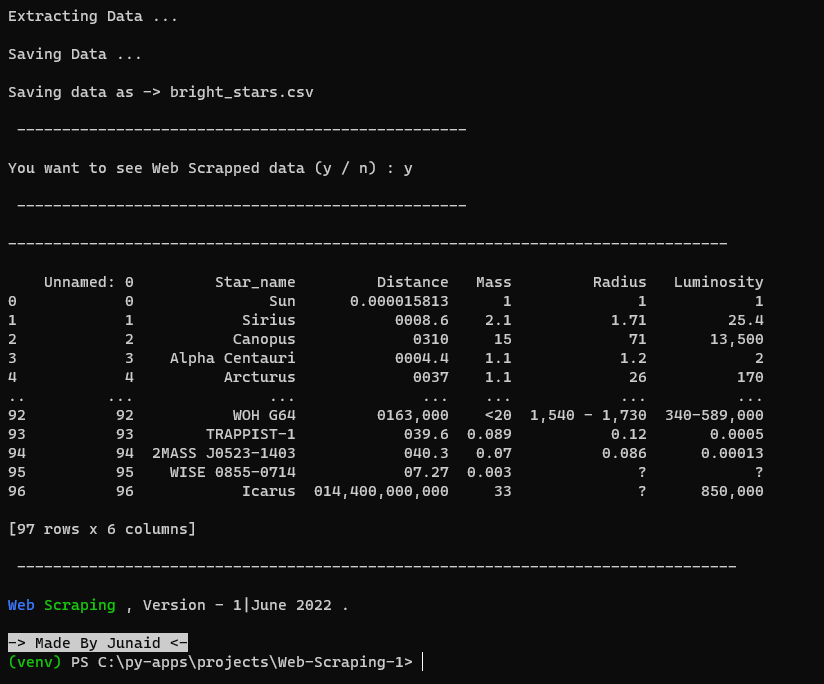 Extracting Data ...
Saving Data ...
Saving data as -> bright_stars.csv
--------------------------------------------------
You want to see Web Scrapped data (y / n) : y
--------------------------------------------------
--------------------------------------------------------------------------------
Unnamed: 0 Star_name Distance Mass Radius Luminosity
0 0 Sun 0.000015813 1 1 1
1 1 Sirius 0008.6 2.1 1.71 25.4
2 2 Canopus 0310 15 71 13,500
3 3 Alpha Centauri 0004.4 1.1 1.2 2
4 4 Arcturus 0037 1.1 26 170
.. ... ... ... ... ... ...
92 92 WOH G64 0163,000 <20 1,540 - 1,730 340-589,000
93 93 TRAPPIST-1 039.6 0.089 0.12 0.0005
94 94 2MASS J0523-1403 040.3 0.07 0.086 0.00013
95 95 WISE 0855-0714 07.27 0.003 ? ?
96 96 Icarus 014,400,000,000 33 ? 850,000
[97 rows x 6 columns]
--------------------------------------------------------------------------------
Web Scraping , Version - 1|June 2022 .
-> Made By Junaid <-
(venv) PS C:\py-apps\projects\Web-Scraping-1>